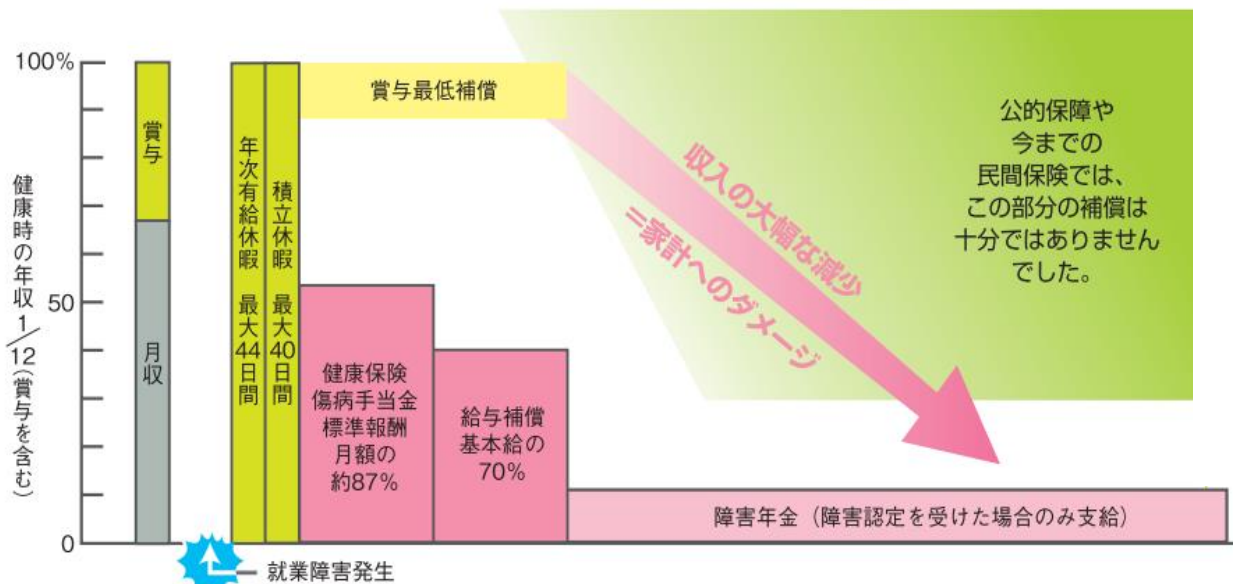 100%
50
0
健康時の年収1/12(賞与を含む)
賞与
月収
年次有給休暇 最大44日間
積立休暇 最大40日間
賞与最低補償
健康保険
傷病手当金
標準報酬
月額の
約87%
給与補償
基本給の
70%
収入の大幅な減少
=家計へのダメージ
公的保障や
今までの
民間保険では、
この部分の補償は
十分ではありません
でした。
障害年金（障害認定を受けた場合のみ支給）
就業障害発生